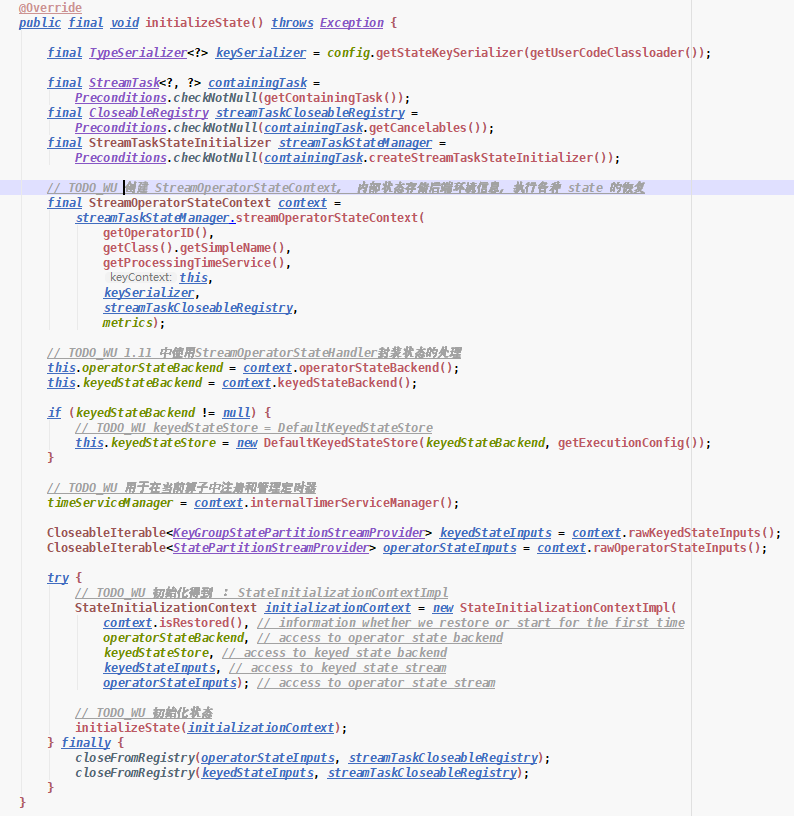 @Override
public final void initializeState() throws Exception {
final TypeSerializer<?> keySerializer = config.getStateKeySerializer(getUserCodeClassloader());
final StreamTask<?, ?> containingTask =
Preconditions.checkNotNull(getContainingTask());
final CloseableRegistry streamTaskCloseableRegistry =
Preconditions.checkNotNull(containingTask.getCancelables());
final StreamTaskStateInitializer streamTaskStateManager =
Preconditions.checkNotNull(containingTask.createStreamTaskStateInitializer());
// TODO_WU 创建 StreamOperatorStateContext, 内部状态存储后端环境信息, 执行各种 state 的恢复
final StreamOperatorStateContext context =
streamTaskStateManager.streamOperatorStateContext(
getOperatorID(),
getClass().getSimpleName(),
getProcessingTimeService(),
keyContext: this,
keySerializer,
streamTaskCloseableRegistry,
metrics);
// TODO_WU 1.11 中使用StreamOperatorStateHandler封装状态的处理
this.operatorStateBackend = context.operatorStateBackend();
this.keyedStateBackend = context.keyedStateBackend();
if (keyedStateBackend != null) {
// TODO_WU keyedStateStore = DefaultKeyedStateStore
this.keyedStateStore = new DefaultKeyedStateStore(keyedStateBackend, getExecutionConfig());
}
// TODO_WU 用于在当前算子中注册和管理定时器
timeServiceManager = context.internalTimerServiceManager();
CloseableIterable<KeyGroupStatePartitionStreamProvider> keyedStateInputs = context.rawKeyedStateInputs();
CloseableIterable<StatePartitionStreamProvider> operatorStateInputs = context.rawOperatorStateInputs();
try {
// TODO_WU 初始化得到 : StateInitializationContextImpl
StateInitializationContext initializationContext = new StateInitializationContextImpl(
context.isRestored(), // information whether we restore or start for the first time
operatorStateBackend, // access to operator state backend
keyedStateStore, // access to keyed state backend
keyedStateInputs, // access to keyed state stream
operatorStateInputs); // access to operator state stream
// TODO_WU 初始化状态
initializeState(initializationContext);
} finally {
closeFromRegistry(operatorStateInputs, streamTaskCloseableRegistry);
closeFromRegistry(keyedStateInputs, streamTaskCloseableRegistry);
}
}